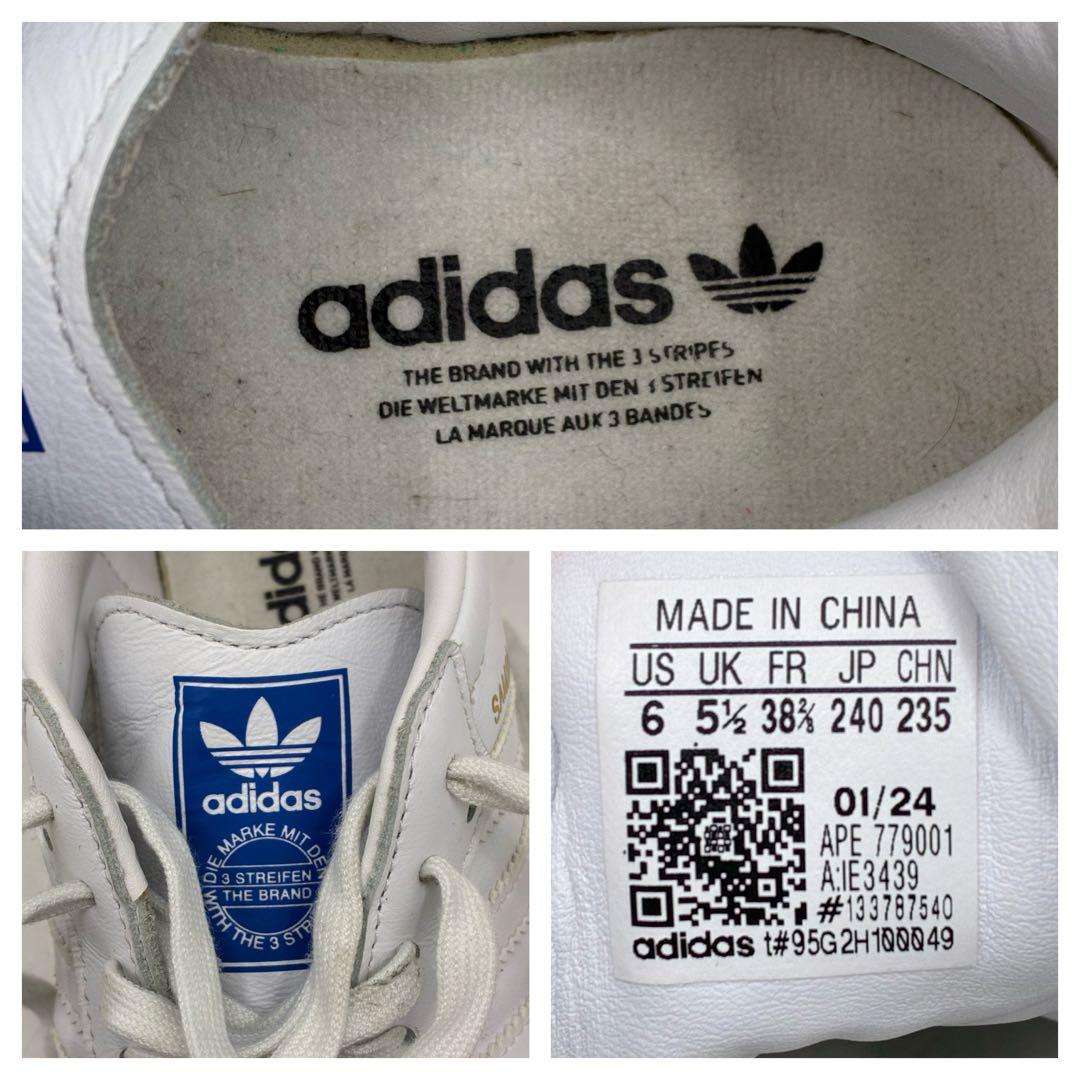 adidas
THE BRAND WITH THE 3 STRIPES
DIE WELTMARKE MIT DEN 3 STREIFEN
LA MARQUE AUX 3 BANDES
adidas
DIE MARKE MIT DEN
3 STREIFEN
THE BRAND
WITH THE 3 STR
MADE IN CHINA
US UK FR JP CHN
6 5½ 38⅔ 240 235
01/24
APE 779001
A:IE3439
#133787540
adidas t#95G2H100049